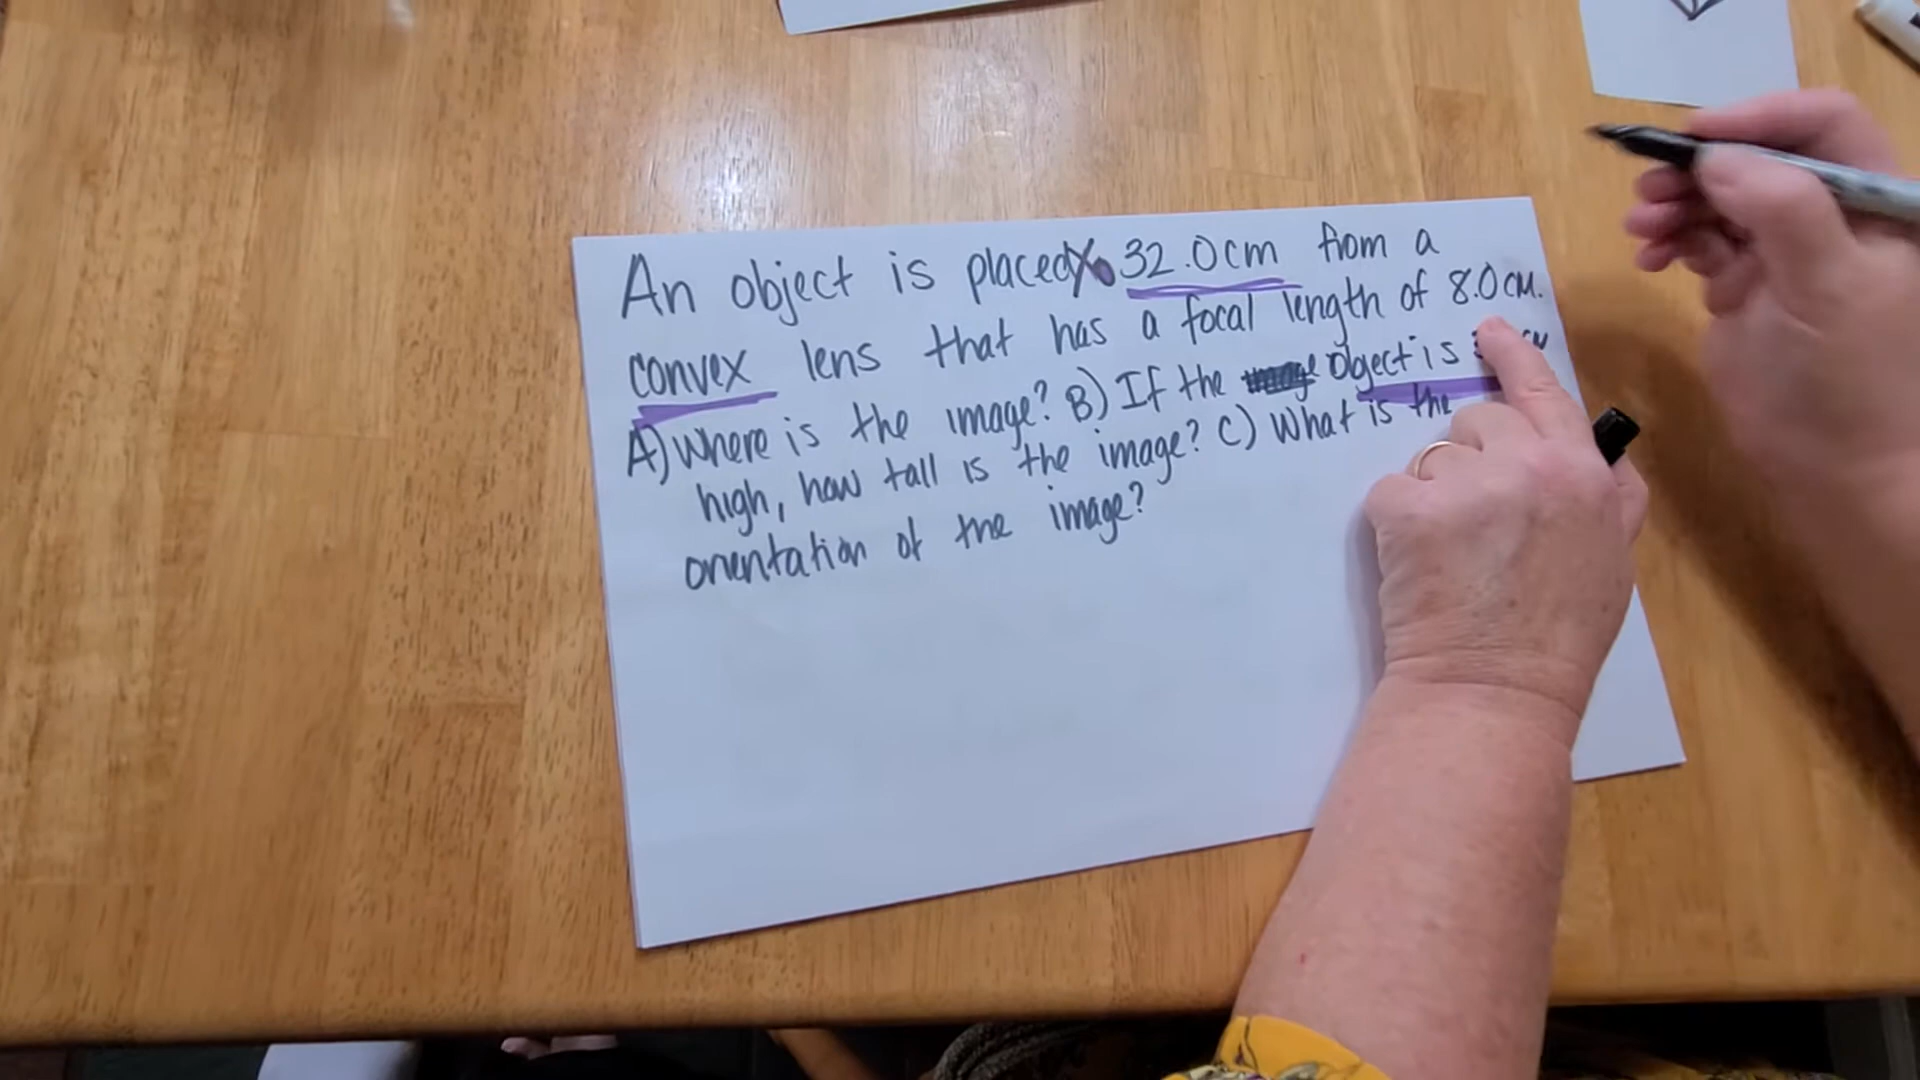 An object is placed 32.0cm from a
convex lens that has a focal length of 8.0cm.
A) Where is the image? B) If the object is
high, how tall is the image? C) What is the
orientation of the image?